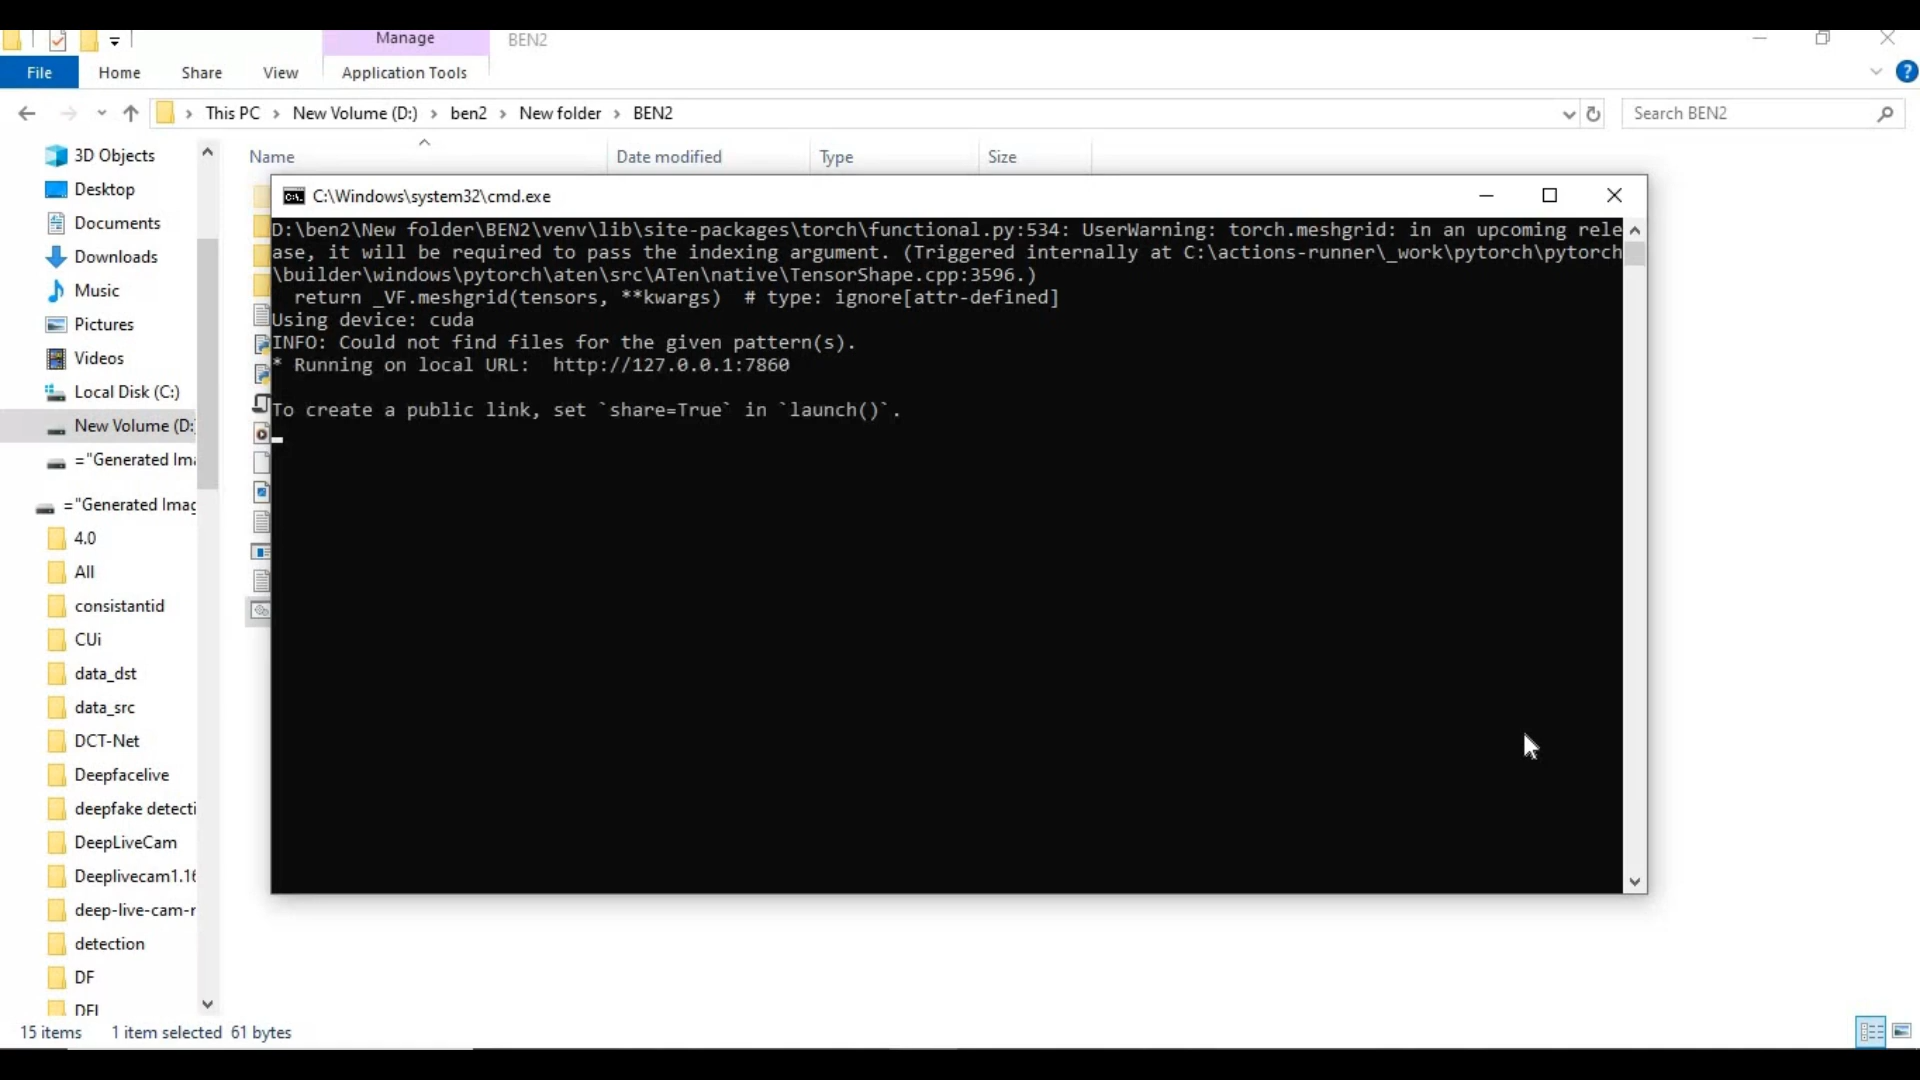 Manage
BEN2
File
Home
Share
View
Application Tools
This PC > New Volume (D:) > ben2 > New folder > BEN2
Search BEN2
3D Objects
Desktop
Documents
Downloads
Music
Pictures
Videos
Local Disk (C:)
New Volume (D:
="Generated Ima
="Generated Imag
4.0
All
consistantid
CUi
data_dst
data_src
DCT-Net
Deepfacelive
deepfake detecti
DeepLiveCam
Deeplivecam1.16
deep-live-cam-r
detection
DF
DFL
Name
Date modified
Type
Size
C:\Windows\system32\cmd.exe
D:\ben2\New folder\BEN2\venv\lib\site-packages\torch\functional.py:534: UserWarning: torch.meshgrid: in an upcoming rele
ase, it will be required to pass the indexing argument. (Triggered internally at C:\actions-runner\_work\pytorch\pytorch
\builder\windows\pytorch\aten\src\ATen\native\TensorShape.cpp:3596.)
return _VF.meshgrid(tensors, **kwargs)  # type: ignore[attr-defined]
Using device: cuda
INFO: Could not find files for the given pattern(s).
* Running on local URL:  http://127.0.0.1:7860
To create a public link, set `share=True` in `launch()`.
15 items
1 item selected 61 bytes